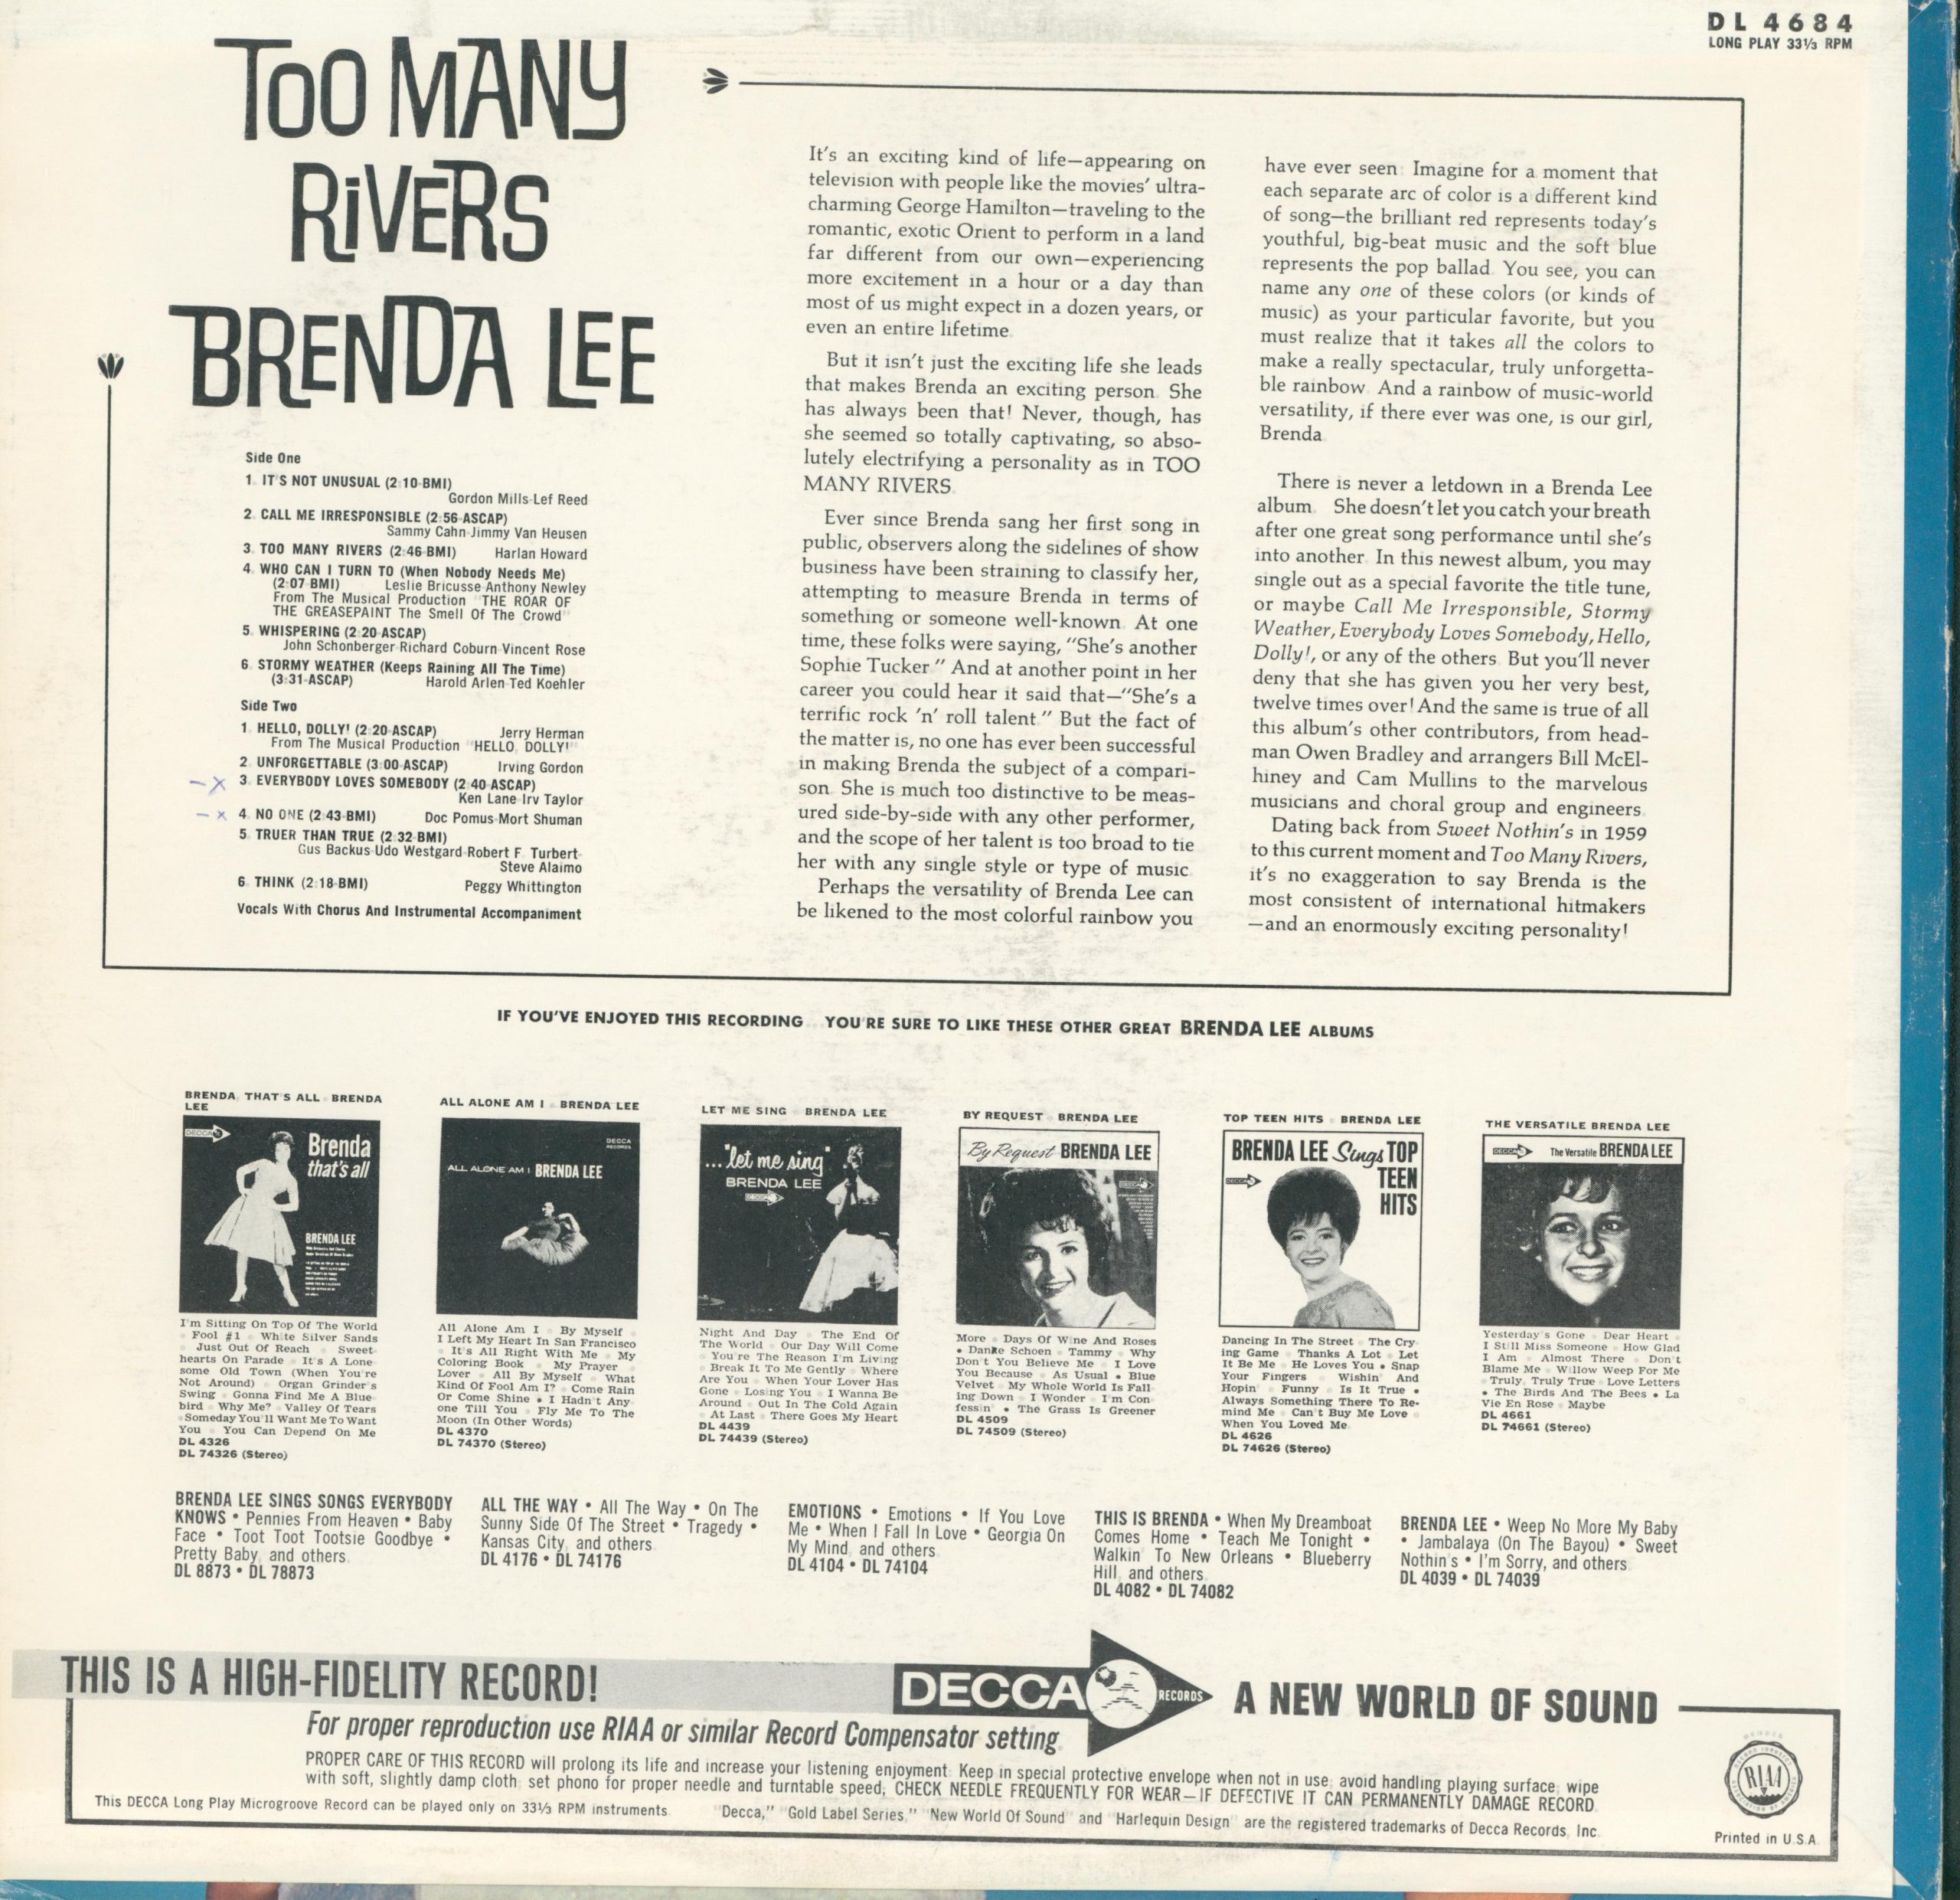 DL 4684
LONG PLAY 33⅓ RPM
TOO MANY
RiVERS
BRENDA LEE
Side One
1. IT'S NOT UNUSUAL (2:10-BMI)
Gordon Mills-Lef Reed
2. CALL ME IRRESPONSIBLE (2:56-ASCAP)
Sammy Cahn-Jimmy Van Heusen
3. TOO MANY RIVERS (2:46-BMI) Harlan Howard
4. WHO CAN I TURN TO (When Nobody Needs Me)
(2:07-BMI) Leslie Bricusse-Anthony Newley
From The Musical Production "THE ROAR OF
THE GREASEPAINT The Smell Of The Crowd"
5. WHISPERING (2:20-ASCAP)
John Schonberger-Richard Coburn-Vincent Rose
6. STORMY WEATHER (Keeps Raining All The Time)
(3:31-ASCAP) Harold Arlen-Ted Koehler
Side Two
1. HELLO, DOLLY! (2:20-ASCAP) Jerry Herman
From The Musical Production "HELLO, DOLLY!"
2. UNFORGETTABLE (3:00-ASCAP) Irving Gordon
– x 3. EVERYBODY LOVES SOMEBODY (2:40-ASCAP)
Ken Lane-Irv Taylor
– x 4. NO ONE (2:43-BMI) Doc Pomus-Mort Shuman
5. TRUER THAN TRUE (2:32-BMI)
Gus Backus-Udo Westgard-Robert F. Turbert-
Steve Alaimo
6. THINK (2:18-BMI) Peggy Whittington
Vocals With Chorus And Instrumental Accompaniment
It's an exciting kind of life—appearing on
television with people like the movies' ultra-
charming George Hamilton—traveling to the
romantic, exotic Orient to perform in a land
far different from our own—experiencing
more excitement in a hour or a day than
most of us might expect in a dozen years, or
even an entire lifetime.
But it isn't just the exciting life she leads
that makes Brenda an exciting person. She
has always been that! Never, though, has
she seemed so totally captivating, so abso-
lutely electrifying a personality as in TOO
MANY RIVERS.
Ever since Brenda sang her first song in
public, observers along the sidelines of show
business have been straining to classify her,
attempting to measure Brenda in terms of
something or someone well-known. At one
time, these folks were saying, "She's another
Sophie Tucker." And at another point in her
career you could hear it said that—"She's a
terrific rock 'n' roll talent." But the fact of
the matter is, no one has ever been successful
in making Brenda the subject of a compari-
son. She is much too distinctive to be meas-
ured side-by-side with any other performer,
and the scope of her talent is too broad to tie
her with any single style or type of music.
Perhaps the versatility of Brenda Lee can
be likened to the most colorful rainbow you
have ever seen. Imagine for a moment that
each separate arc of color is a different kind
of song—the brilliant red represents today's
youthful, big-beat music and the soft blue
represents the pop ballad. You see, you can
name any one of these colors (or kinds of
music) as your particular favorite, but you
must realize that it takes all the colors to
make a really spectacular, truly unforgetta-
ble rainbow. And a rainbow of music-world
versatility, if there ever was one, is our girl,
Brenda.
There is never a letdown in a Brenda Lee
album. She doesn't let you catch your breath
after one great song performance until she's
into another. In this newest album, you may
single out as a special favorite the title tune,
or maybe Call Me Irresponsible, Stormy
Weather, Everybody Loves Somebody, Hello,
Dolly!, or any of the others. But you'll never
deny that she has given you her very best,
twelve times over! And the same is true of all
this album's other contributors, from head-
man Owen Bradley and arrangers Bill McEl-
hiney and Cam Mullins to the marvelous
musicians and choral group and engineers.
Dating back from Sweet Nothin's in 1959
to this current moment and Too Many Rivers,
it's no exaggeration to say Brenda is the
most consistent of international hitmakers
—and an enormously exciting personality!
IF YOU'VE ENJOYED THIS RECORDING... YOU'RE SURE TO LIKE THESE OTHER GREAT BRENDA LEE ALBUMS
BRENDA, THAT'S ALL • BRENDA
LEE
DECCA
Brenda
that's all
BRENDA LEE
I'm Sitting On Top Of The World
• Fool #1 • White Silver Sands
• Just Out Of Reach • Sweet-
hearts On Parade • It's A Lone-
some Old Town (When You're
Not Around) • Organ Grinder's
Swing • Gonna Find Me A Blue-
bird • Why Me? • Valley Of Tears
• Someday You'll Want Me To Want
You • You Can Depend On Me
DL 4326
DL 74326 (Stereo)
ALL ALONE AM I • BRENDA LEE
DECCA
RECORDS
ALL ALONE AM I BRENDA LEE
All Alone Am I • By Myself •
I Left My Heart In San Francisco
• It's All Right With Me • My
Coloring Book • My Prayer •
Lover • All By Myself • What
Kind Of Fool Am I? • Come Rain
Or Come Shine • I Hadn't Any-
one Till You • Fly Me To The
Moon (In Other Words)
DL 4370
DL 74370 (Stereo)
LET ME SING • BRENDA LEE
..."let me sing"
BRENDA LEE
DECCA
Night And Day • The End Of
The World • Our Day Will Come
• You're The Reason I'm Living
• Break It To Me Gently • Where
Are You • When Your Lover Has
Gone • Losing You • I Wanna Be
Around • Out In The Cold Again
• At Last • There Goes My Heart
DL 4439
DL 74439 (Stereo)
BY REQUEST • BRENDA LEE
By Request BRENDA LEE
DECCA
More • Days Of Wine And Roses
• Danke Schoen • Tammy • Why
Don't You Believe Me • I Love
You Because • As Usual • Blue
Velvet • My Whole World Is Fall-
ing Down • I Wonder • I'm Con-
fessin' • The Grass Is Greener
DL 4509
DL 74509 (Stereo)
TOP TEEN HITS • BRENDA LEE
BRENDA LEE Sings TOP
TEEN
HITS
DECCA
Dancing In The Street • The Cry-
ing Game • Thanks A Lot • Let
It Be Me • He Loves You • Snap
Your Fingers • Wishin' And
Hopin' • Funny • Is It True •
Always Something There To Re-
mind Me • Can't Buy Me Love •
When You Loved Me
DL 4626
DL 74626 (Stereo)
THE VERSATILE BRENDA LEE
DECCA The Versatile BRENDA LEE
Yesterday's Gone • Dear Heart •
I Still Miss Someone • How Glad
I Am • Almost There • Don't
Blame Me • Willow Weep For Me
• Truly, Truly True • Love Letters
• The Birds And The Bees • La
Vie En Rose • Maybe
DL 4661
DL 74661 (Stereo)
BRENDA LEE SINGS SONGS EVERYBODY
KNOWS • Pennies From Heaven • Baby
Face • Toot Toot Tootsie Goodbye •
Pretty Baby, and others.
DL 8873 • DL 78873
ALL THE WAY • All The Way • On The
Sunny Side Of The Street • Tragedy •
Kansas City, and others.
DL 4176 • DL 74176
EMOTIONS • Emotions • If You Love
Me • When I Fall In Love • Georgia On
My Mind, and others.
DL 4104 • DL 74104
THIS IS BRENDA • When My Dreamboat
Comes Home • Teach Me Tonight •
Walkin' To New Orleans • Blueberry
Hill, and others.
DL 4082 • DL 74082
BRENDA LEE • Weep No More My Baby
• Jambalaya (On The Bayou) • Sweet
Nothin's • I'm Sorry, and others.
DL 4039 • DL 74039
THIS IS A HIGH-FIDELITY RECORD!
DECCA RECORDS
A NEW WORLD OF SOUND
For proper reproduction use RIAA or similar Record Compensator setting.
PROPER CARE OF THIS RECORD will prolong its life and increase your listening enjoyment. Keep in special protective envelope when not in use; avoid handling playing surface; wipe
with soft, slightly damp cloth; set phono for proper needle and turntable speed; CHECK NEEDLE FREQUENTLY FOR WEAR—IF DEFECTIVE IT CAN PERMANENTLY DAMAGE RECORD.
This DECCA Long Play Microgroove Record can be played only on 33⅓ RPM instruments.
"Decca," "Gold Label Series," "New World Of Sound" and "Harlequin Design" are the registered trademarks of Decca Records, Inc.
RIAA
Printed in U.S.A.